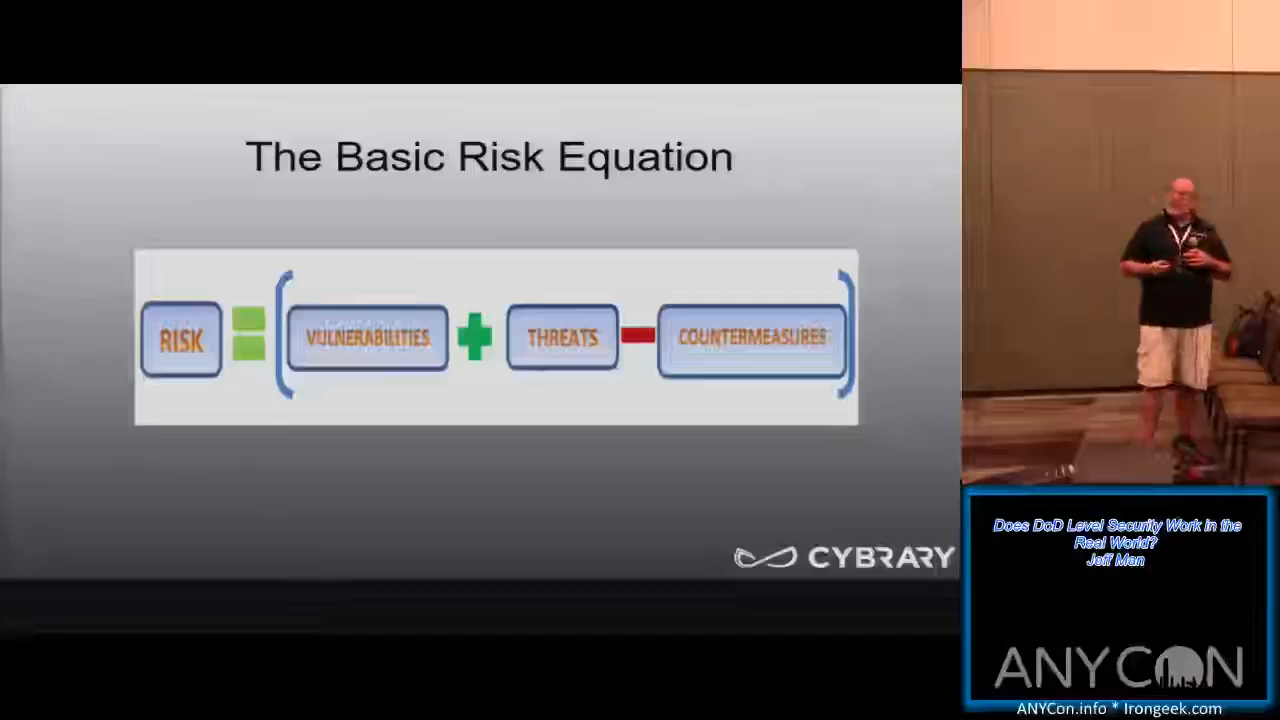 The Basic Risk Equation
RISK = ( VULNERABILITIES + THREATS - COUNTERMEASURES )
CYBRARY
Does DoD Level Security Work in the
Real World?
Jeff Man
ANYCON
ANYCon.info * Irongeek.com